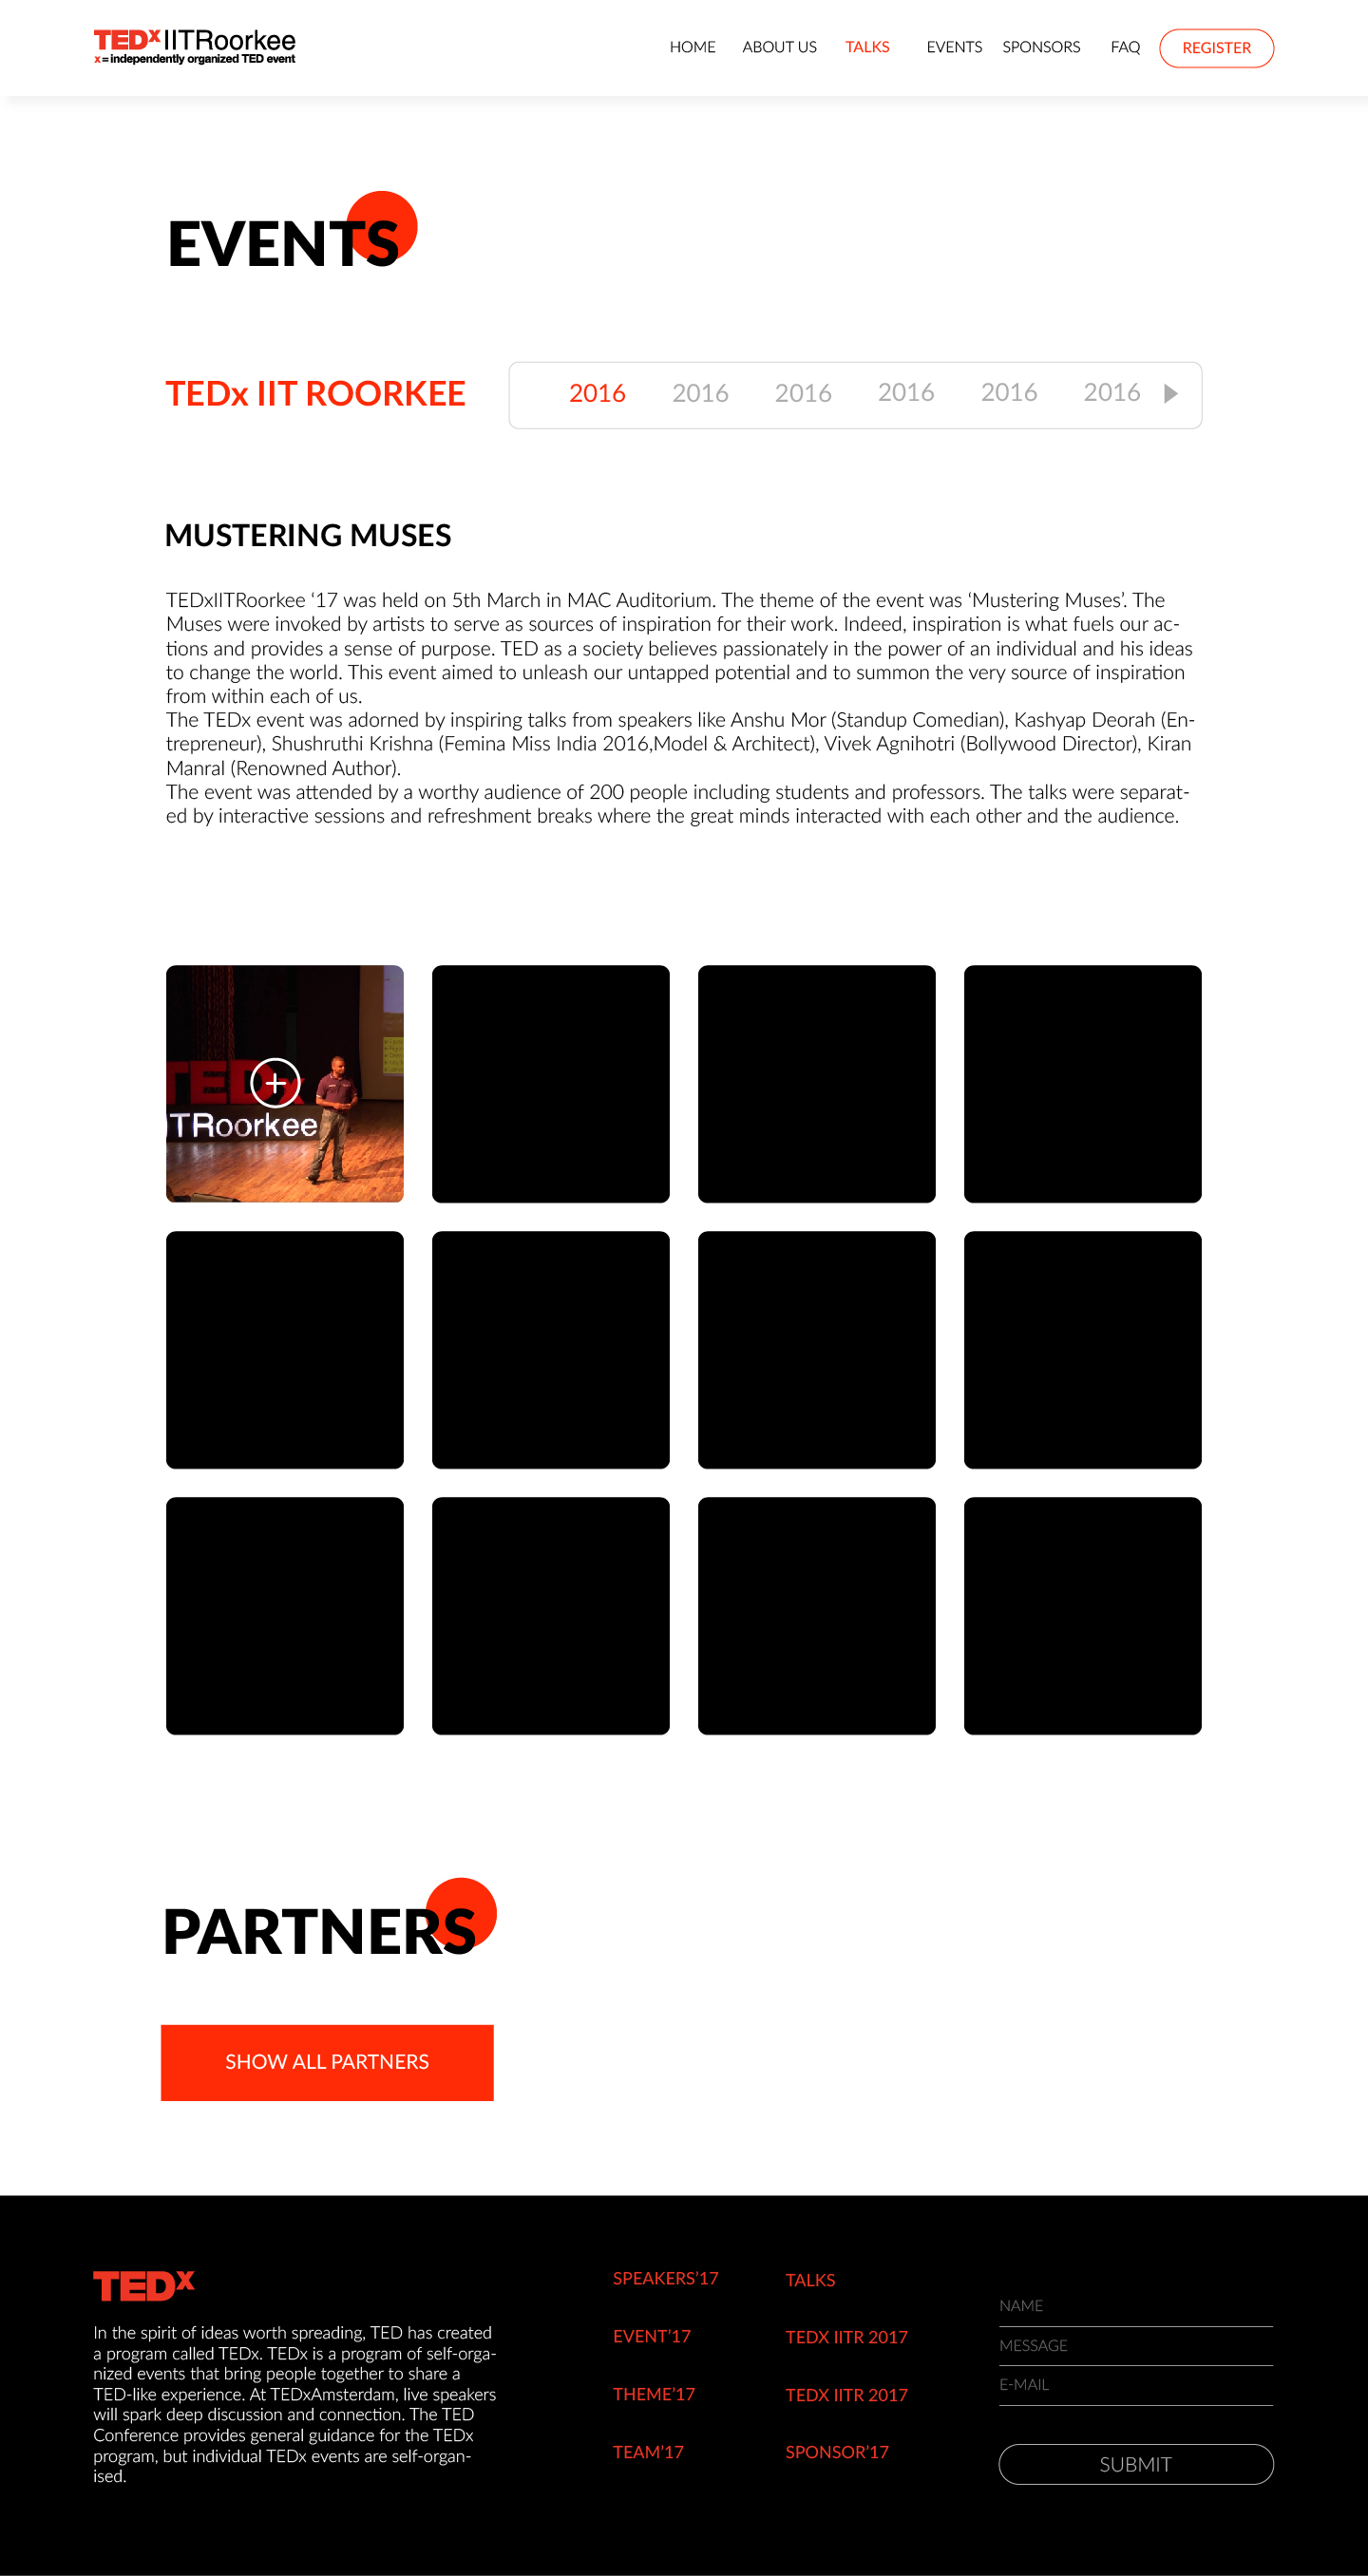 TEDx IITRoorkee
x = independently organized TED event
HOME ABOUT US TALKS EVENTS SPONSORS FAQ REGISTER
EVENTS
TEDx IIT ROORKEE
2016 2016 2016 2016 2016 2016
MUSTERING MUSES
TEDxIITRoorkee ‘17 was held on 5th March in MAC Auditorium. The theme of the event was ‘Mustering Muses’. The
Muses were invoked by artists to serve as sources of inspiration for their work. Indeed, inspiration is what fuels our ac-
tions and provides a sense of purpose. TED as a society believes passionately in the power of an individual and his ideas
to change the world. This event aimed to unleash our untapped potential and to summon the very source of inspiration
from within each of us.
The TEDx event was adorned by inspiring talks from speakers like Anshu Mor (Standup Comedian), Kashyap Deorah (En-
trepreneur), Shushruthi Krishna (Femina Miss India 2016,Model & Architect), Vivek Agnihotri (Bollywood Director), Kiran
Manral (Renowned Author).
The event was attended by a worthy audience of 200 people including students and professors. The talks were separat-
ed by interactive sessions and refreshment breaks where the great minds interacted with each other and the audience.
TEDx
ITRoorkee
PARTNERS
SHOW ALL PARTNERS
TEDx
In the spirit of ideas worth spreading, TED has created
a program called TEDx. TEDx is a program of self-orga-
nized events that bring people together to share a
TED-like experience. At TEDxAmsterdam, live speakers
will spark deep discussion and connection. The TED
Conference provides general guidance for the TEDx
program, but individual TEDx events are self-organ-
ised.
SPEAKERS’17
EVENT’17
THEME’17
TEAM’17
TALKS
TEDX IITR 2017
TEDX IITR 2017
SPONSOR’17
NAME
MESSAGE
E-MAIL
SUBMIT